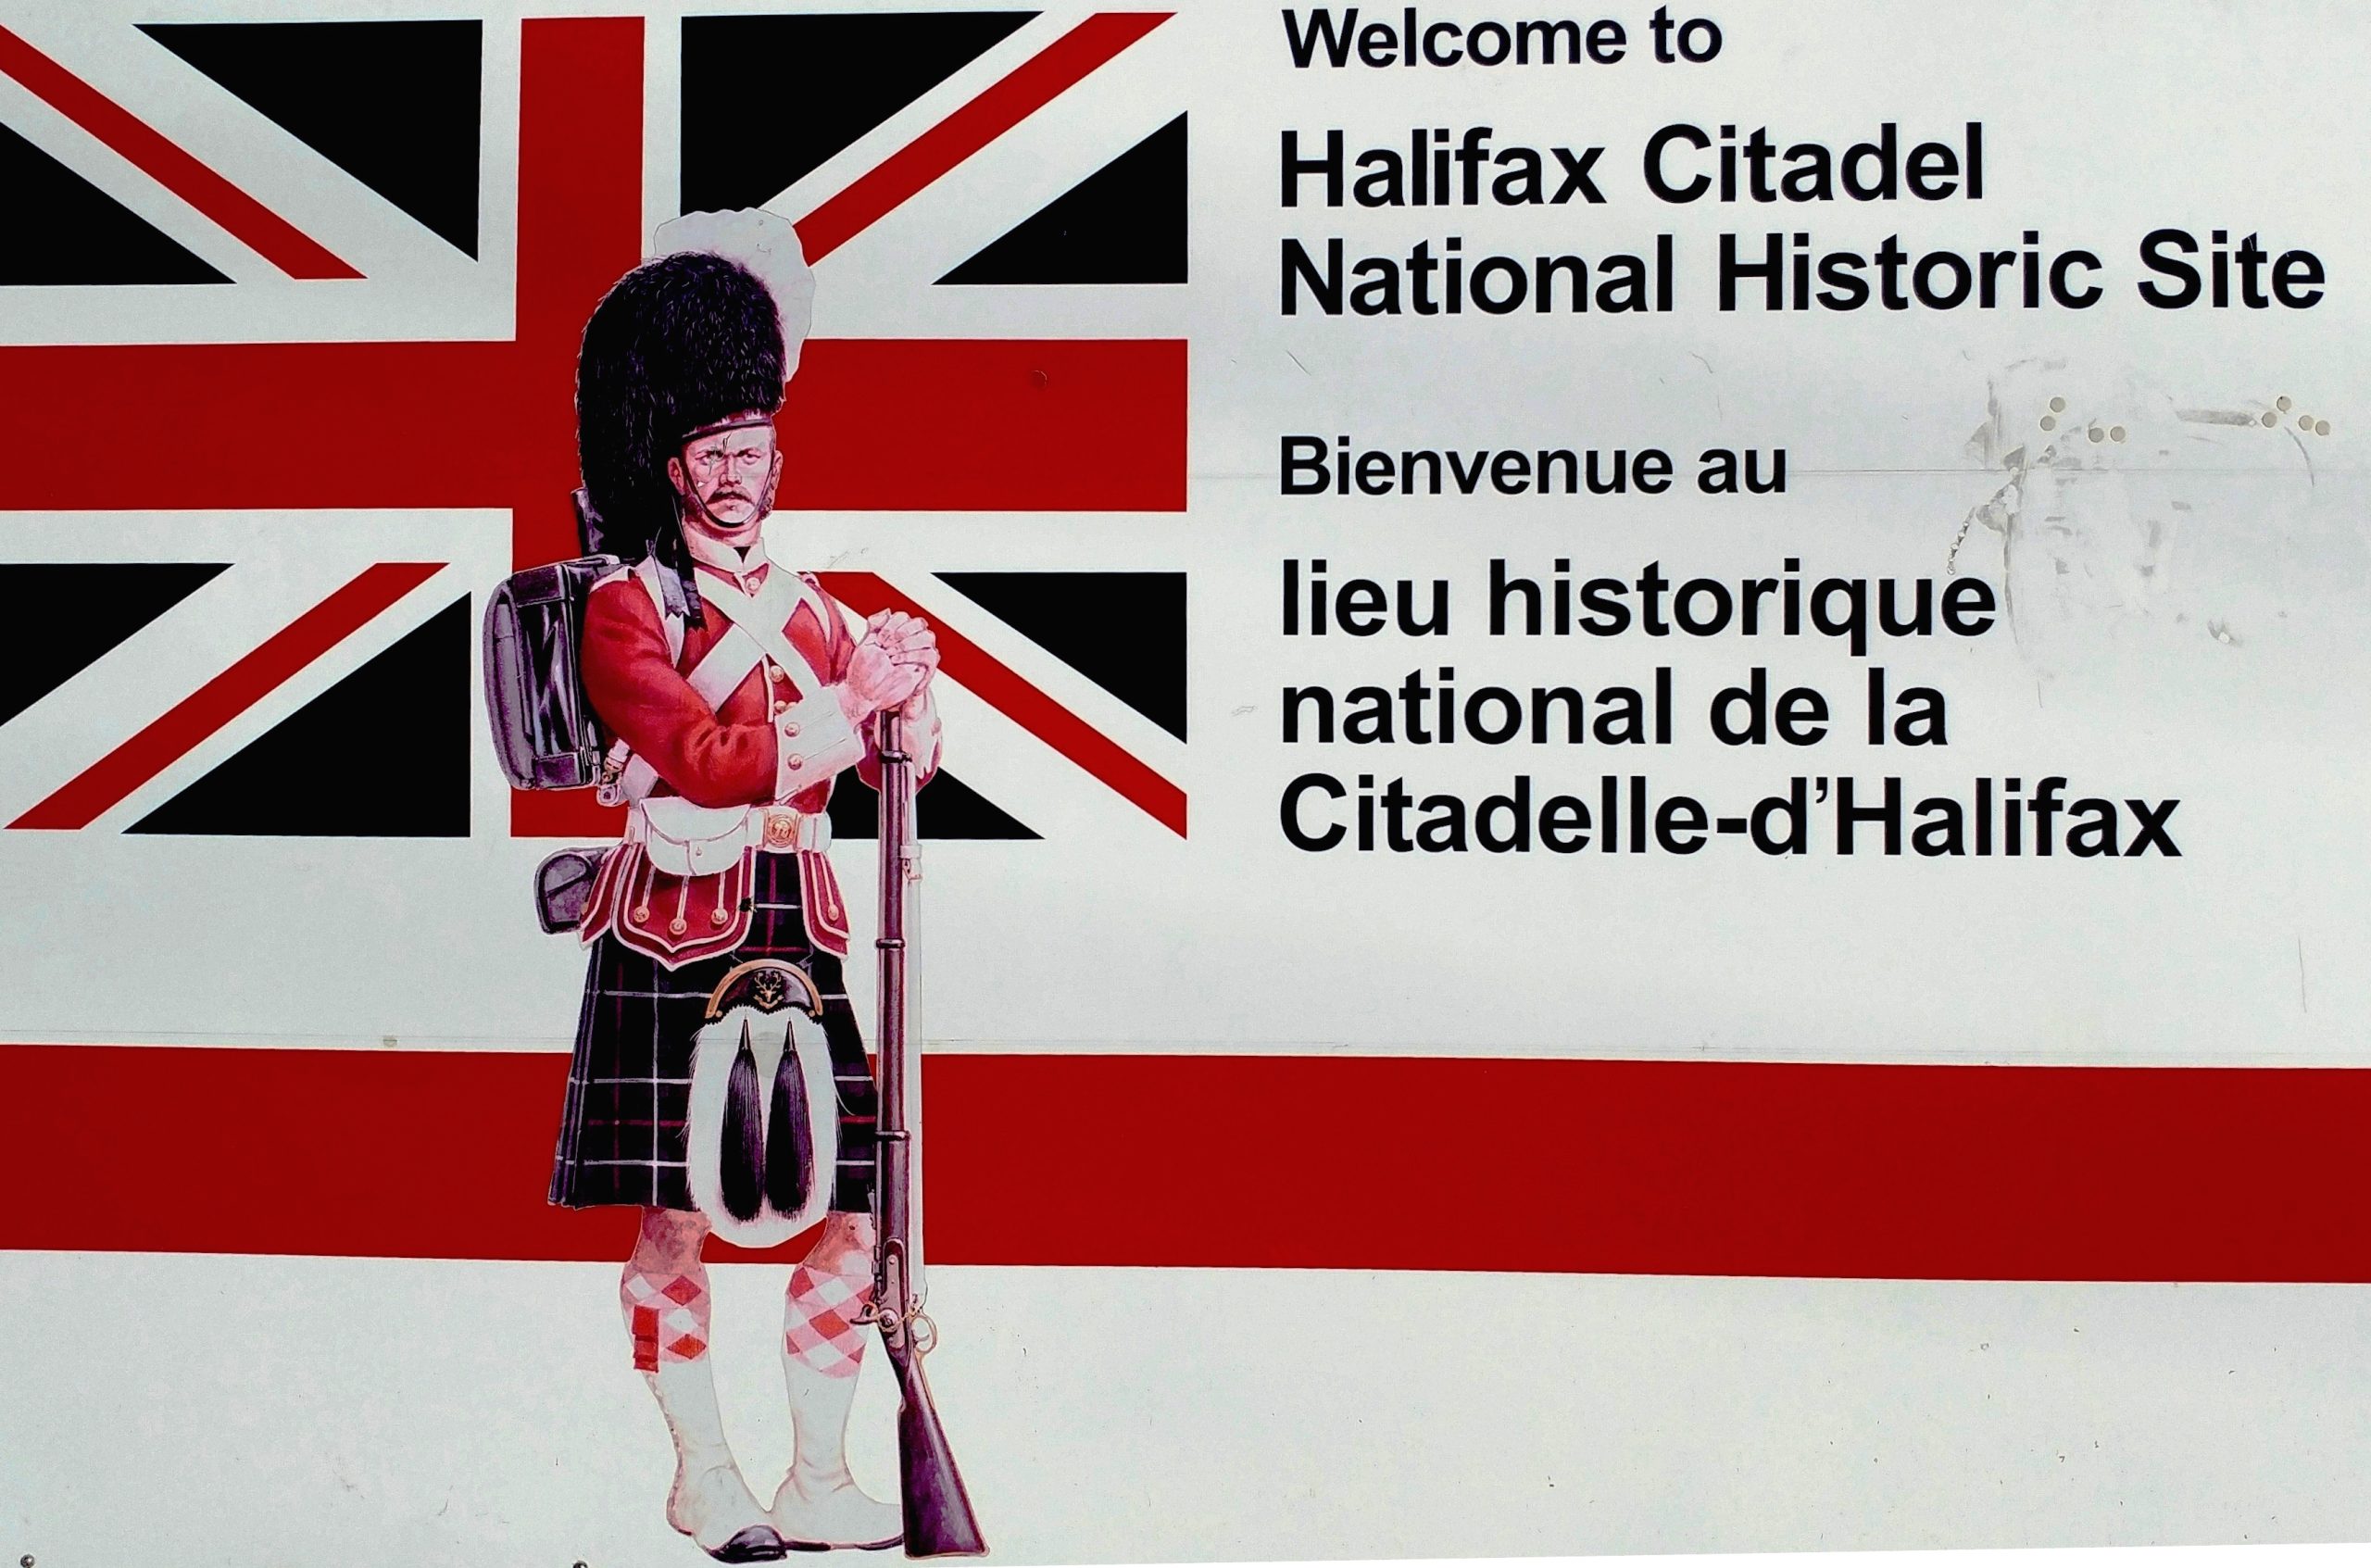 Welcome to
Halifax Citadel
National Historic Site
Bienvenue au
lieu historique
national de la
Citadelle-d’Halifax